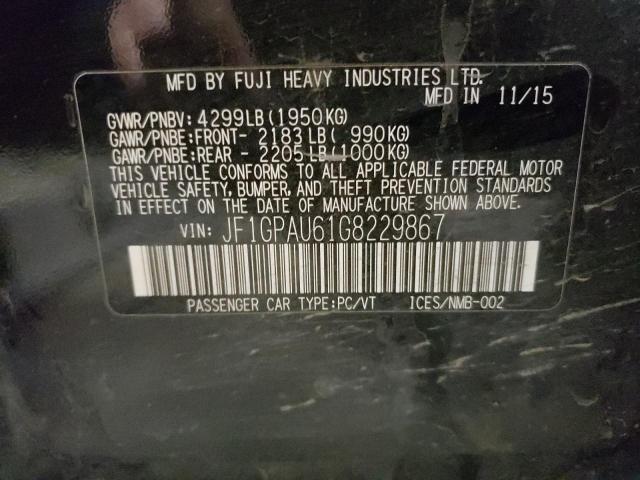 MFD BY FUJI HEAVY INDUSTRIES LTD.
MFD IN 11/15
GVWR/PNBV: 4299LB(1950KG)
GAWR/PNBE:FRONT- 2183LB( 990KG)
GAWR/PNBE:REAR - 2205LB(1000KG)
THIS VEHICLE CONFORMS TO ALL APPLICABLE FEDERAL MOTOR
VEHICLE SAFETY, BUMPER, AND THEFT PREVENTION STANDARDS
IN EFFECT ON THE DATE OF MANUFACTURE SHOWN ABOVE.
VIN: JF1GPAU61G8229867
PASSENGER CAR TYPE:PC/VT ICES/NMB-002